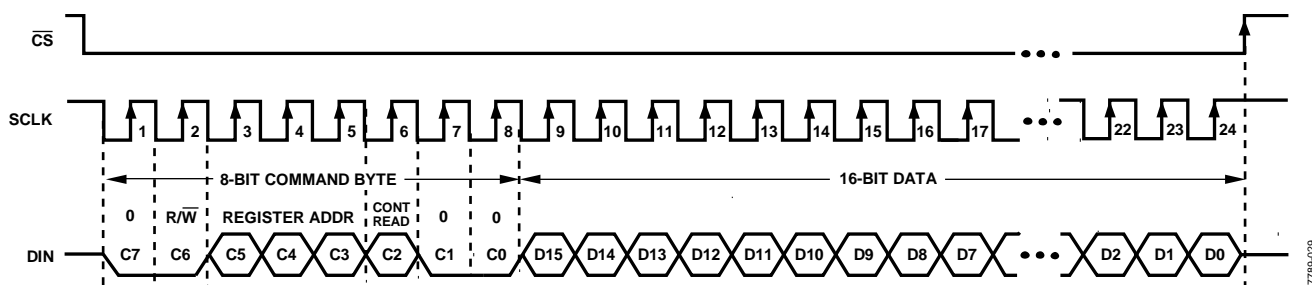 CS
SCLK
1 2 3 4 5 6 7 8 9 10 11 12 13 14 15 16 17 22 23 24
8-BIT COMMAND BYTE 16-BIT DATA
0 R/W REGISTER ADDR CONT READ 0 0
DIN C7 C6 C5 C4 C3 C2 C1 C0 D15 D14 D13 D12 D11 D10 D9 D8 D7 D2 D1 D0